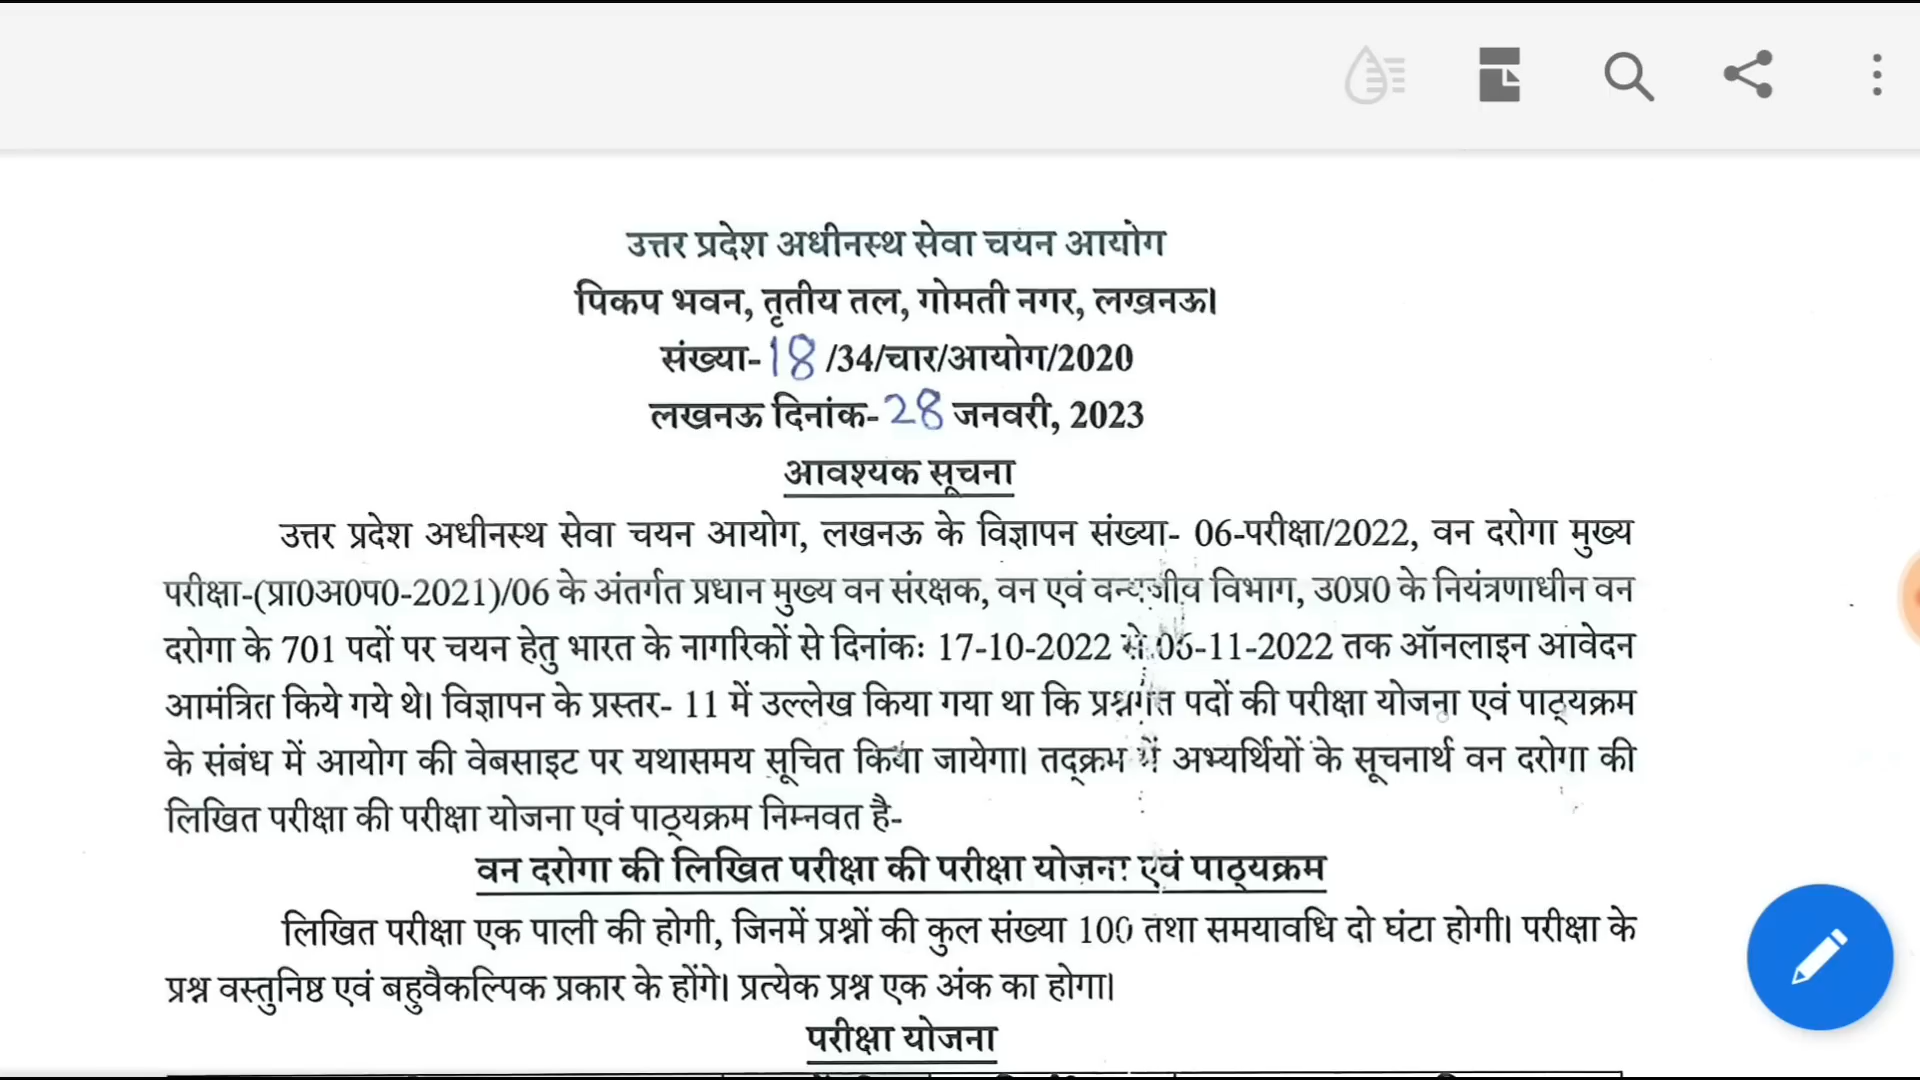 उत्तर प्रदेश अधीनस्थ सेवा चयन आयोग
पिकप भवन, तृतीय तल, गोमती नगर, लखनऊ।
संख्या-18/34/चार/आयोग/2020
लखनऊ दिनांक-28 जनवरी, 2023
आवश्यक सूचना
उत्तर प्रदेश अधीनस्थ सेवा चयन आयोग, लखनऊ के विज्ञापन संख्या- 06-परीक्षा/2022, वन दरोगा मुख्य
परीक्षा-(प्रा0अ0प0-2021)/06 के अंतर्गत प्रधान मुख्य वन संरक्षक, वन एवं वन्यजीव विभाग, उ0प्र0 के नियंत्रणाधीन वन
दरोगा के 701 पदों पर चयन हेतु भारत के नागरिकों से दिनांकः 17-10-2022 से 06-11-2022 तक ऑनलाइन आवेदन
आमंत्रित किये गये थे। विज्ञापन के प्रस्तर- 11 में उल्लेख किया गया था कि प्रश्नगत पदों की परीक्षा योजना एवं पाठ्यक्रम
के संबंध में आयोग की वेबसाइट पर यथासमय सूचित किया जायेगा। तद्क्रम में अभ्यर्थियों के सूचनार्थ वन दरोगा की
लिखित परीक्षा की परीक्षा योजना एवं पाठ्यक्रम निम्नवत है-
वन दरोगा की लिखित परीक्षा की परीक्षा योजना एवं पाठ्यक्रम
लिखित परीक्षा एक पाली की होगी, जिनमें प्रश्नों की कुल संख्या 100 तथा समयावधि दो घंटा होगी। परीक्षा के
प्रश्न वस्तुनिष्ठ एवं बहुवैकल्पिक प्रकार के होंगे। प्रत्येक प्रश्न एक अंक का होगा।
परीक्षा योजना